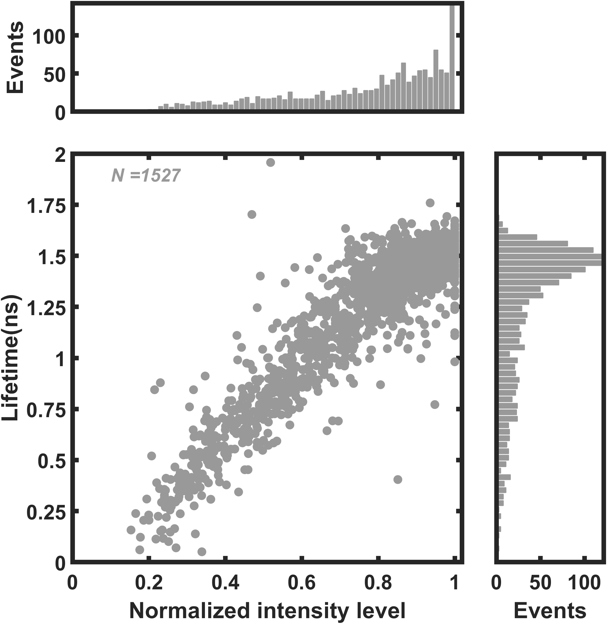 Events
100
50
0
2
1.75
1.5
1.25
1
0.75
0.5
0.25
0
N =1527
Lifetime(ns)
0 0.2 0.4 0.6 0.8 1
Normalized intensity level
0 50 100
Events